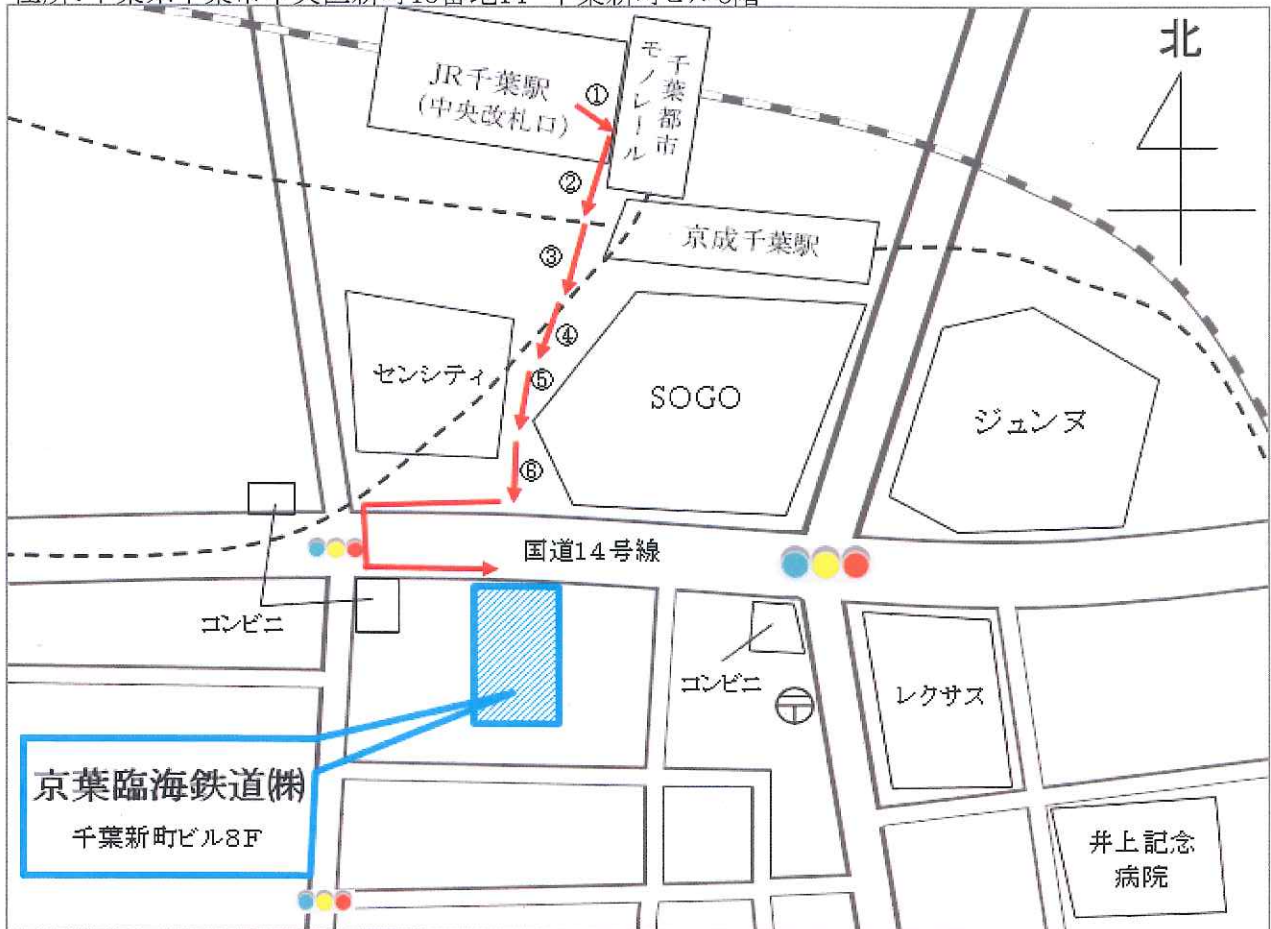 北
JR千葉駅
(中央改札口)
千葉都市
モノレール
①
②
③
④
⑤
⑥
京成千葉駅
センシティ
SOGO
ジュンヌ
国道14号線
コンビニ
コンビニ
〒
レクサス
京葉臨海鉄道㈱
千葉新町ビル8F
井上記念
病院